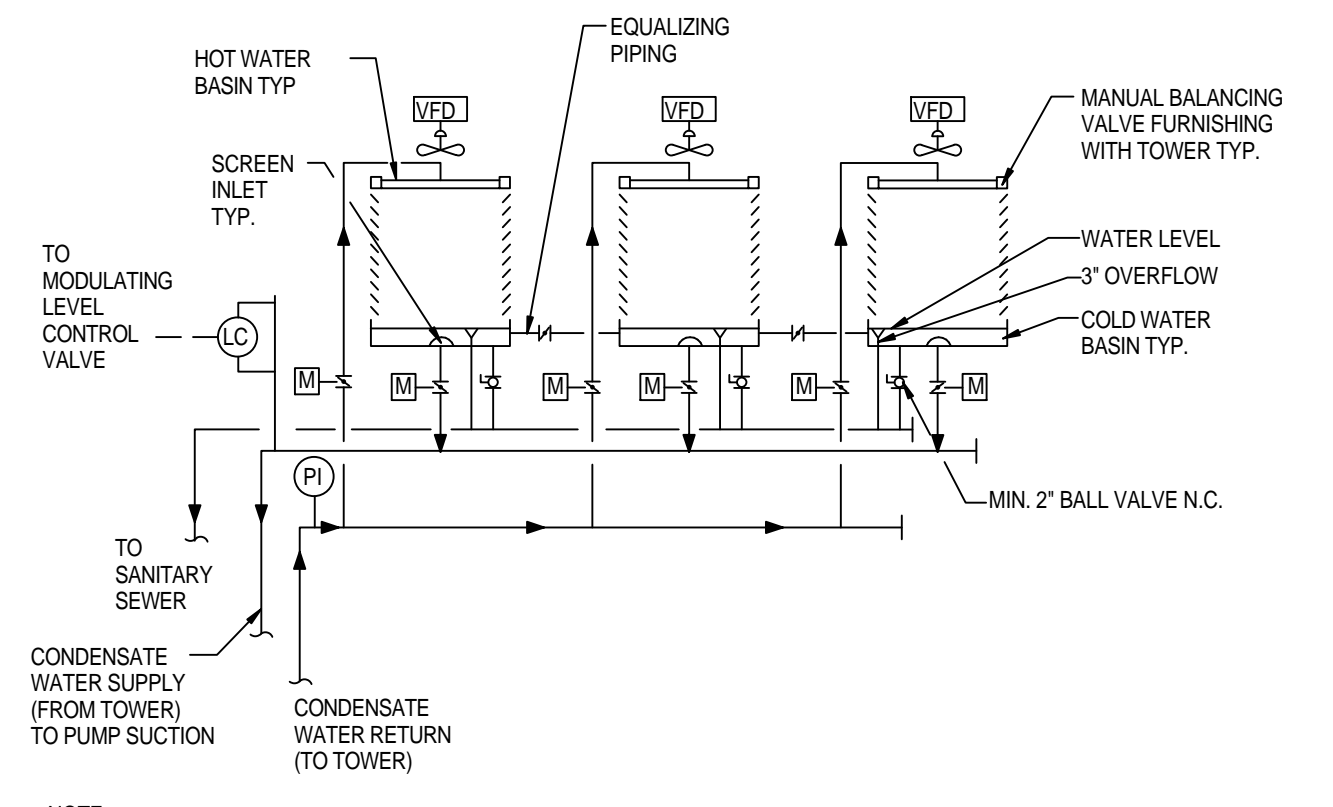 EQUALIZING
PIPING
HOT WATER
BASIN TYP
VFD
VFD
VFD
MANUAL BALANCING
VALVE FURNISHING
WITH TOWER TYP.
SCREEN
INLET
TYP.
WATER LEVEL
3" OVERFLOW
COLD WATER
BASIN TYP.
TO
MODULATING
LEVEL
CONTROL
VALVE
LC
M
M
M
M
M
M
PI
MIN. 2" BALL VALVE N.C.
TO
SANITARY
SEWER
CONDENSATE
WATER SUPPLY
(FROM TOWER)
TO PUMP SUCTION
CONDENSATE
WATER RETURN
(TO TOWER)